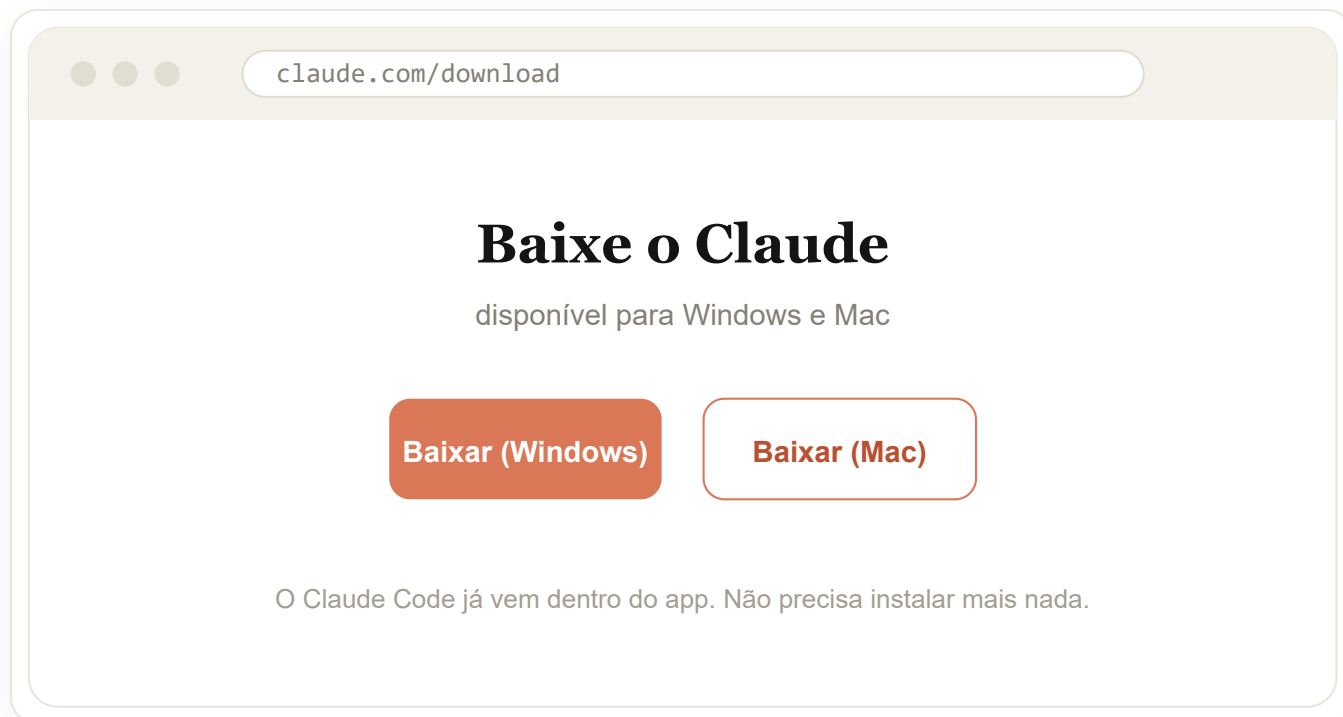 claude.com/download
Baixe o Claude
disponível para Windows e Mac
Baixar (Windows)
Baixar (Mac)
O Claude Code já vem dentro do app. Não precisa instalar mais nada.